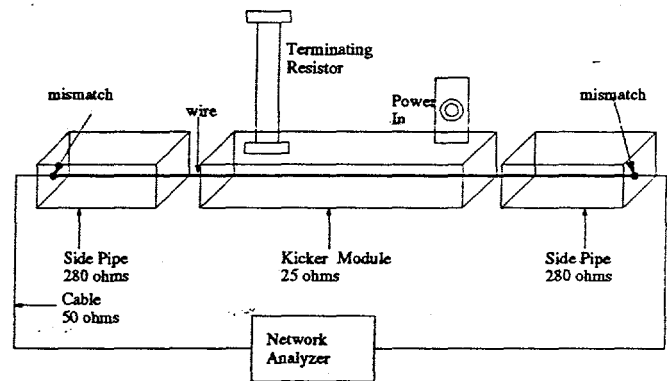 Terminating
Resistor
mismatch
wire
Power
In
mismatch
Side Pipe
280 ohms
Kicker Module
25 ohms
Side Pipe
280 ohms
Cable
50 ohms
Network
Analyzer